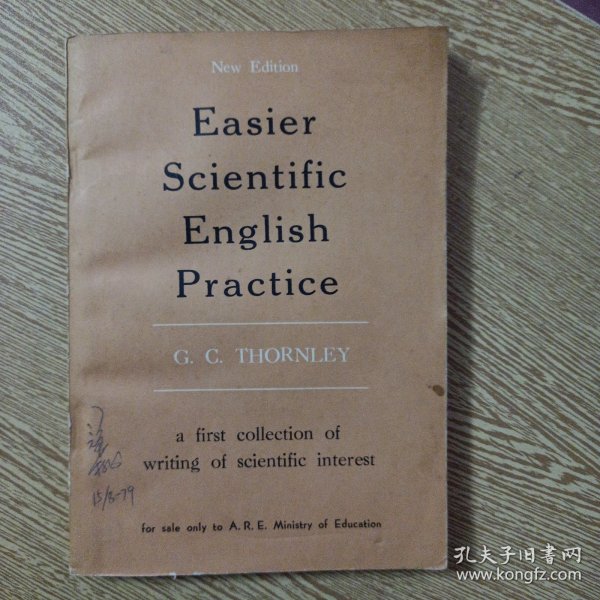 New Edition
Easier
Scientific
English
Practice
G. C. THORNLEY
a first collection of
writing of scientific interest
15/8-79
for sale only to A. R. E. Ministry of Education
孔夫子旧书网
www.kongfz.com